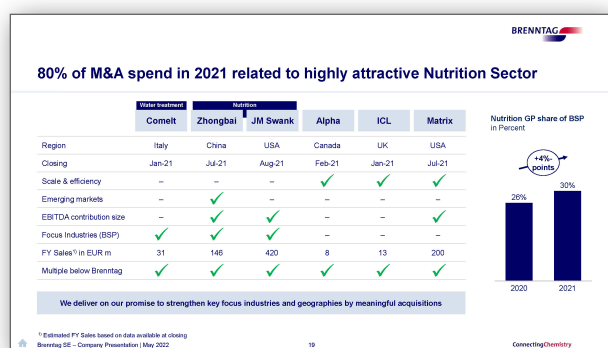 BRENNTAG
80% of M&A spend in 2021 related to highly attractive Nutrition Sector
Water treatment Nutrition
Comelt Zhongbai JM Swank Alpha ICL Matrix
Region Italy China USA Canada UK USA
Closing Jan-21 Jul-21 Aug-21 Feb-21 Jan-21 Jul-21
Scale & efficiency – – – ✓ ✓ ✓
Emerging markets – ✓ – – – –
EBITDA contribution size – ✓ ✓ – – ✓
Focus Industries (BSP) ✓ ✓ ✓ – – –
FY Sales¹⁾ in EUR m 31 146 420 8 13 200
Multiple below Brenntag ✓ ✓ ✓ ✓ ✓ ✓
Nutrition GP share of BSP
in Percent
+4%-
points
26%
30%
2020 2021
We deliver on our promise to strengthen key focus industries and geographies by meaningful acquisitions
¹⁾ Estimated FY Sales based on data available at closing
Brenntag SE – Company Presentation | May 2022 19 ConnectingChemistry